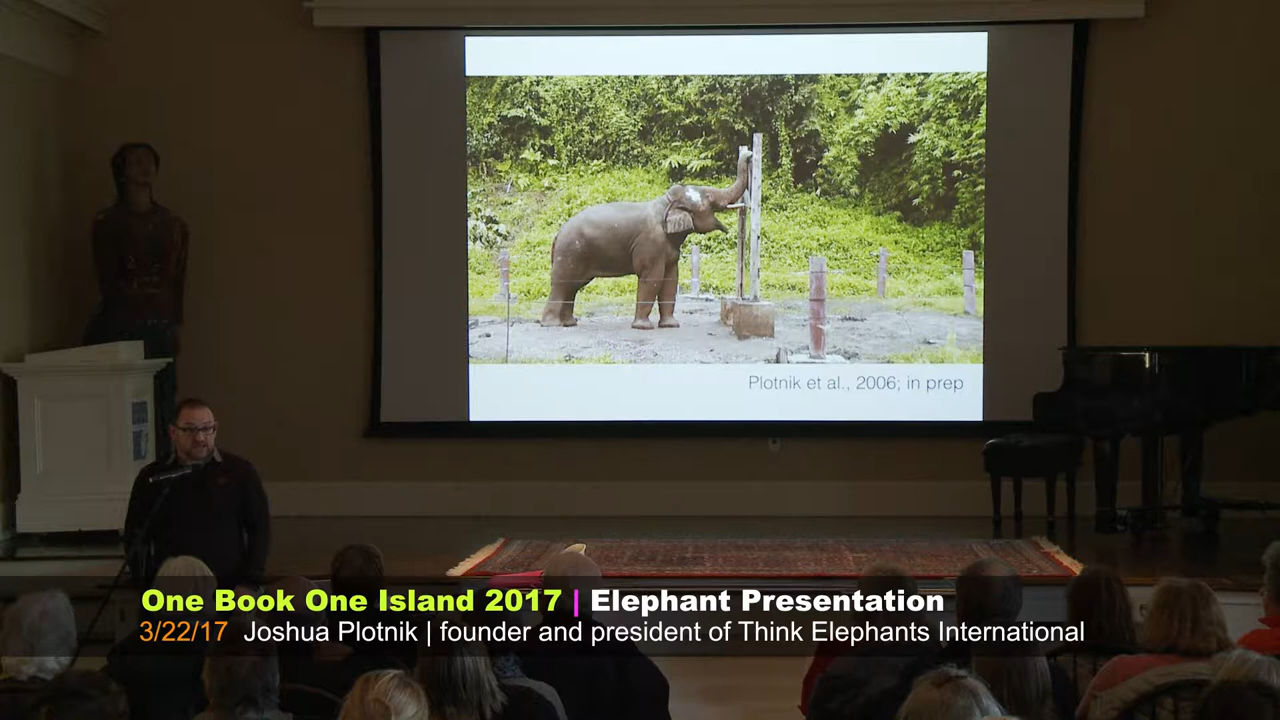 Plotnik et al., 2006; in prep
One Book One Island 2017 | Elephant Presentation
3/22/17 Joshua Plotnik | founder and president of Think Elephants International